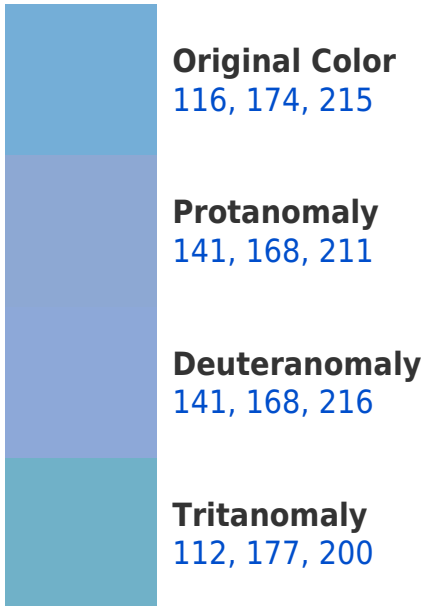 Original Color
116, 174, 215
Protanomaly
141, 168, 211
Deuteranomaly
141, 168, 216
Tritanomaly
112, 177, 200